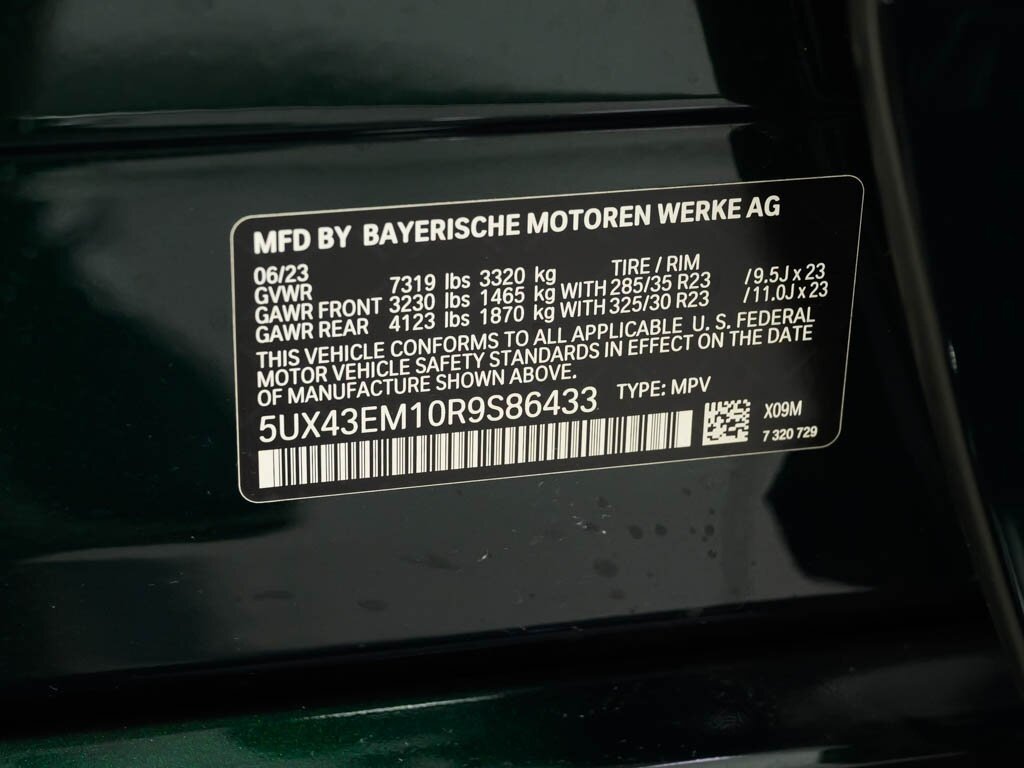 MFD BY BAYERISCHE MOTOREN WERKE AG
06/23 TIRE / RIM
GVWR 7319 lbs 3320 kg
GAWR FRONT 3230 lbs 1465 kg WITH 285/35 R23 /9.5J x 23
GAWR REAR 4123 lbs 1870 kg WITH 325/30 R23 /11.0J x 23
THIS VEHICLE CONFORMS TO ALL APPLICABLE U. S. FEDERAL
MOTOR VEHICLE SAFETY STANDARDS IN EFFECT ON THE DATE
OF MANUFACTURE SHOWN ABOVE.
5UX43EM10R9S86433 TYPE: MPV
X09M
7 320 729